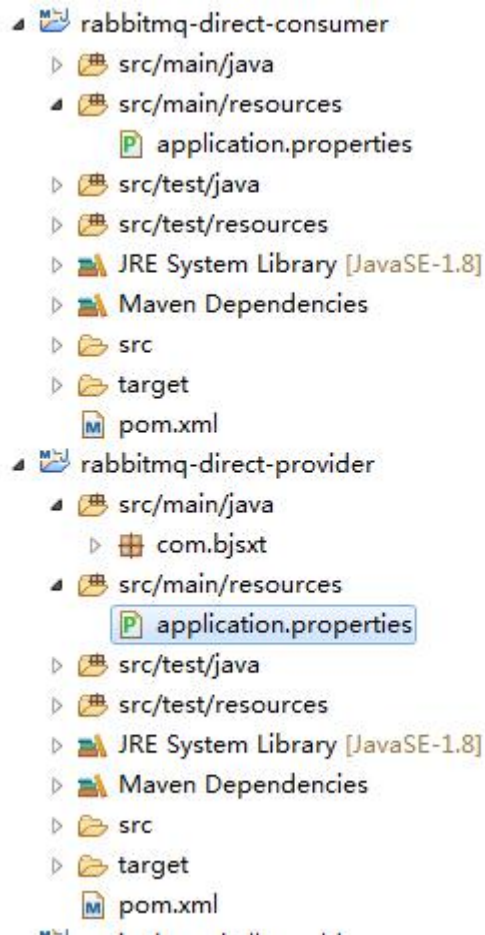 rabbitmq-direct-consumer
src/main/java
src/main/resources
application.properties
src/test/java
src/test/resources
JRE System Library [JavaSE-1.8]
Maven Dependencies
src
target
pom.xml
rabbitmq-direct-provider
src/main/java
com.bjsxt
src/main/resources
application.properties
src/test/java
src/test/resources
JRE System Library [JavaSE-1.8]
Maven Dependencies
src
target
pom.xml